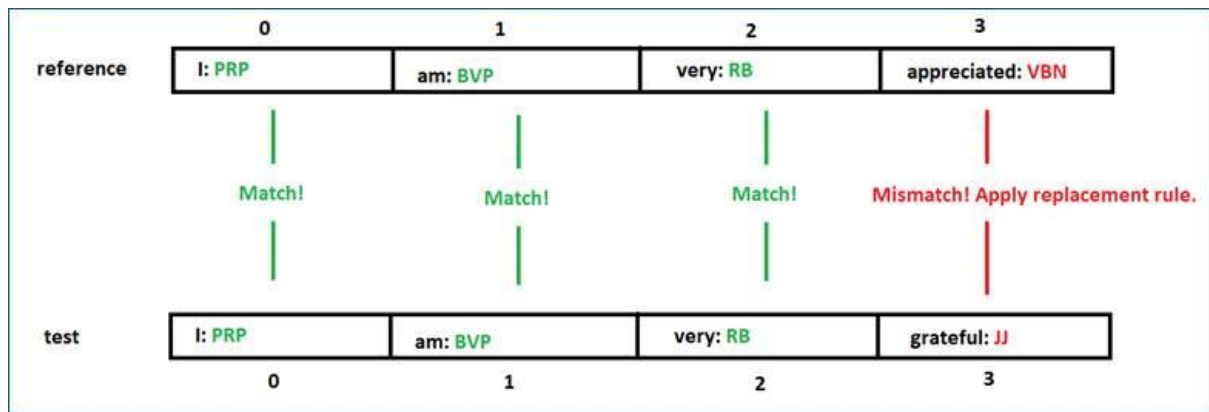 0 1 2 3
reference I: PRP am: BVP very: RB appreciated: VBN
Match! Match! Match! Mismatch! Apply replacement rule.
test I: PRP am: BVP very: RB grateful: JJ
0 1 2 3